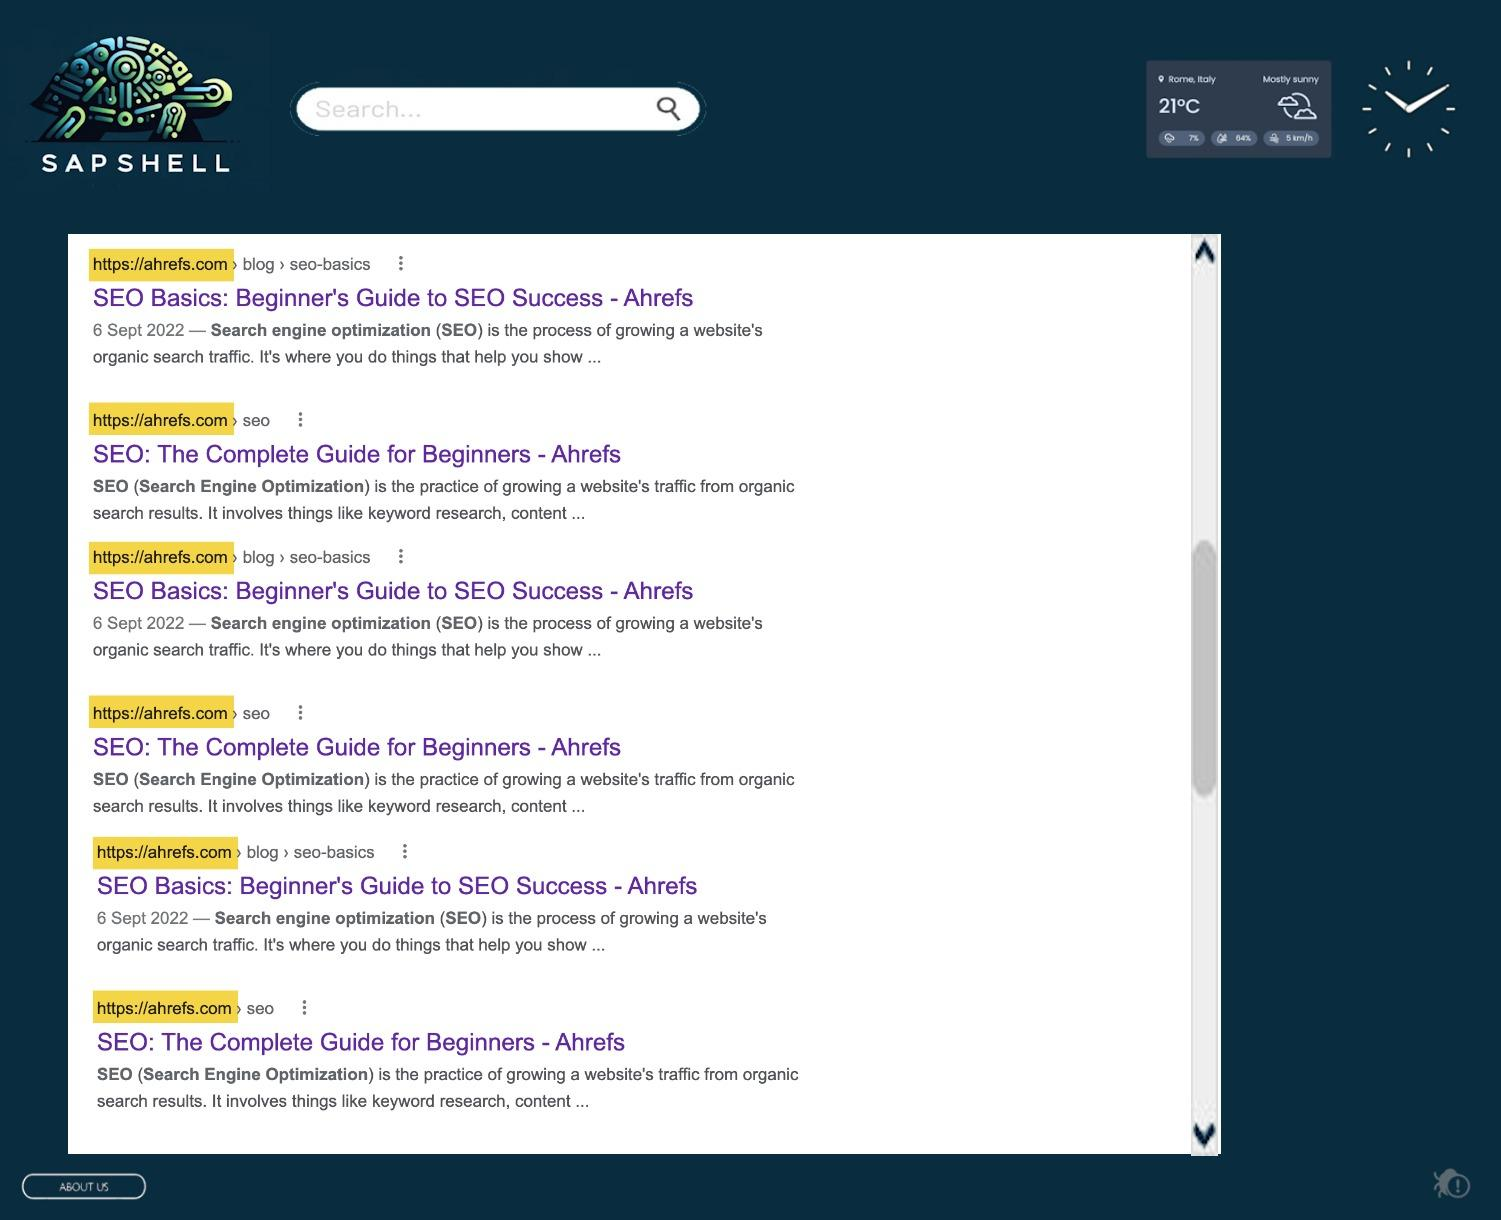 SAPSHELL
Search...
Rome, Italy
Mostly sunny
21°C
7%
64%
5 km/h
https://ahrefs.com › blog › seo-basics
SEO Basics: Beginner's Guide to SEO Success - Ahrefs
6 Sept 2022 — Search engine optimization (SEO) is the process of growing a website's
organic search traffic. It's where you do things that help you show ...
https://ahrefs.com › seo
SEO: The Complete Guide for Beginners - Ahrefs
SEO (Search Engine Optimization) is the practice of growing a website's traffic from organic
search results. It involves things like keyword research, content ...
https://ahrefs.com › blog › seo-basics
SEO Basics: Beginner's Guide to SEO Success - Ahrefs
6 Sept 2022 — Search engine optimization (SEO) is the process of growing a website's
organic search traffic. It's where you do things that help you show ...
https://ahrefs.com › seo
SEO: The Complete Guide for Beginners - Ahrefs
SEO (Search Engine Optimization) is the practice of growing a website's traffic from organic
search results. It involves things like keyword research, content ...
https://ahrefs.com › blog › seo-basics
SEO Basics: Beginner's Guide to SEO Success - Ahrefs
6 Sept 2022 — Search engine optimization (SEO) is the process of growing a website's
organic search traffic. It's where you do things that help you show ...
https://ahrefs.com › seo
SEO: The Complete Guide for Beginners - Ahrefs
SEO (Search Engine Optimization) is the practice of growing a website's traffic from organic
search results. It involves things like keyword research, content ...
ABOUT US